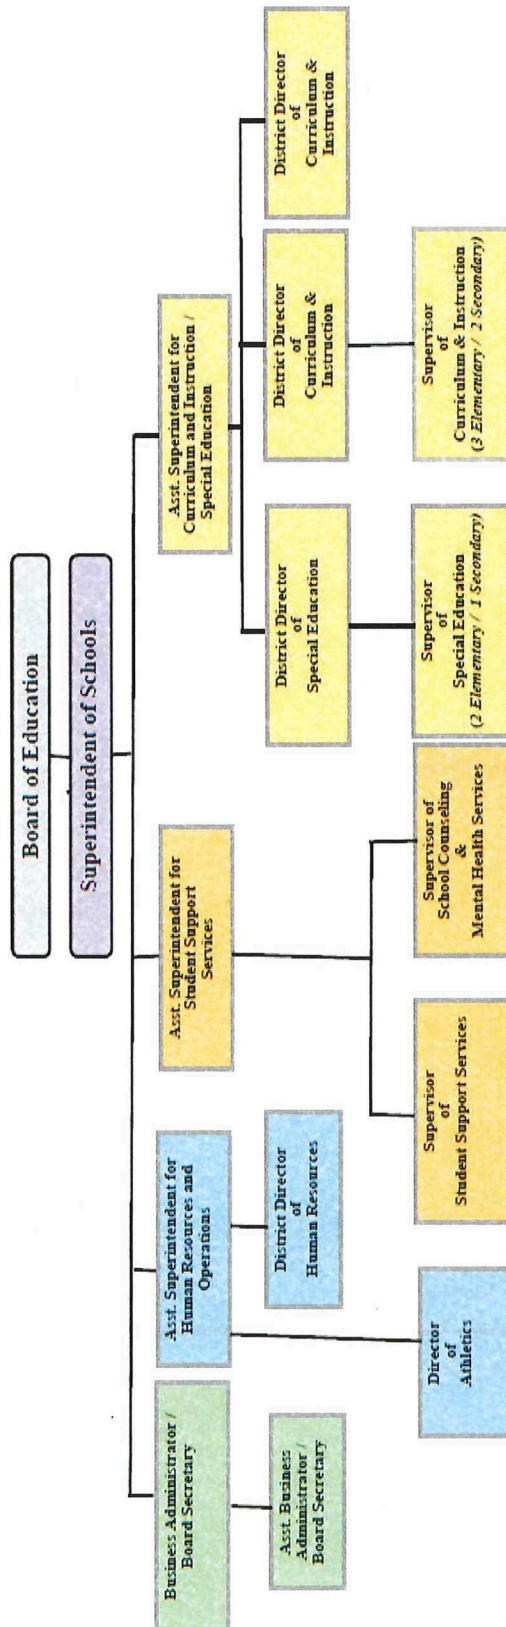 Board of Education
Superintendent of Schools
Business Administrator /
Board Secretary
Asst. Superintendent for
Human Resources and
Operations
Asst. Superintendent for
Student Support
Services
Asst. Superintendent for
Curriculum and Instruction /
Special Education
Asst. Business
Administrator /
Board Secretary
District Director
of
Human Resources
District Director
of
Special Education
District Director
of
Curriculum &
Instruction
District Director
of
Curriculum &
Instruction
Director
of
Athletics
Supervisor
of
Student Support Services
Supervisor of
School Counseling
&
Mental Health Services
Supervisor
of
Special Education
(2 Elementary / 1 Secondary)
Supervisor
of
Curriculum & Instruction
(3 Elementary / 2 Secondary)